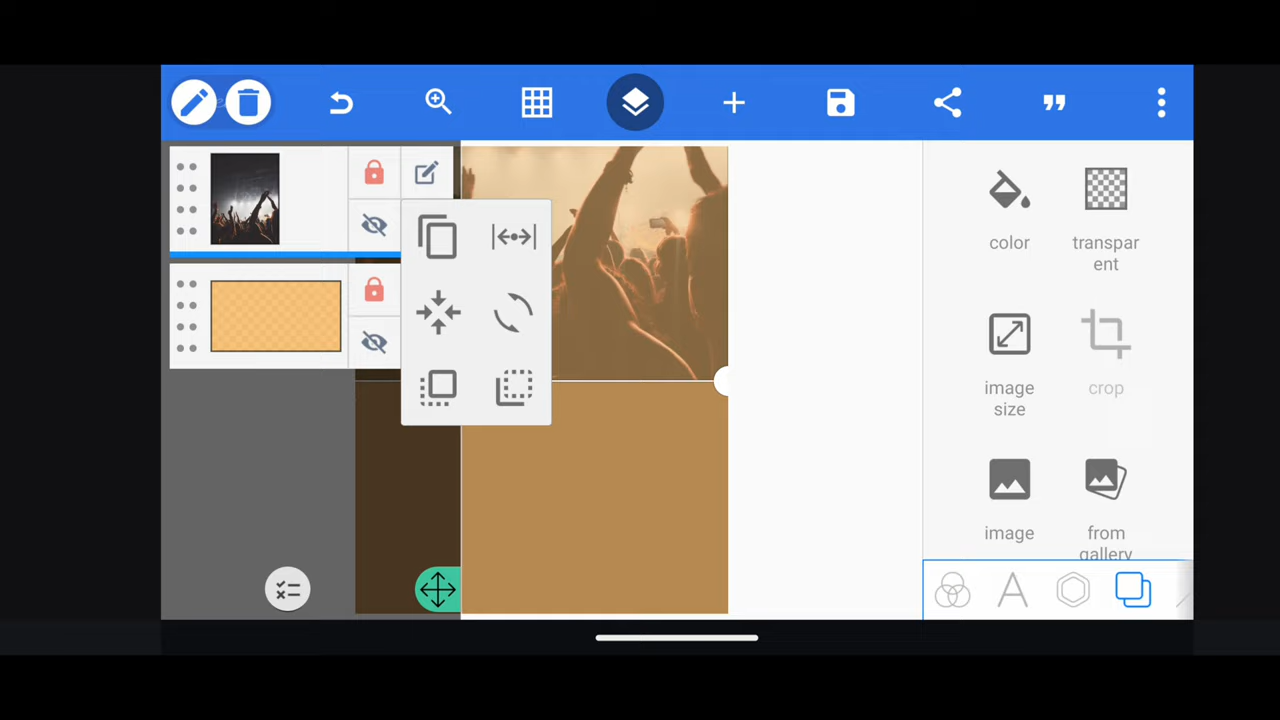 color
transpar
ent
image
size
crop
image
from
gallery